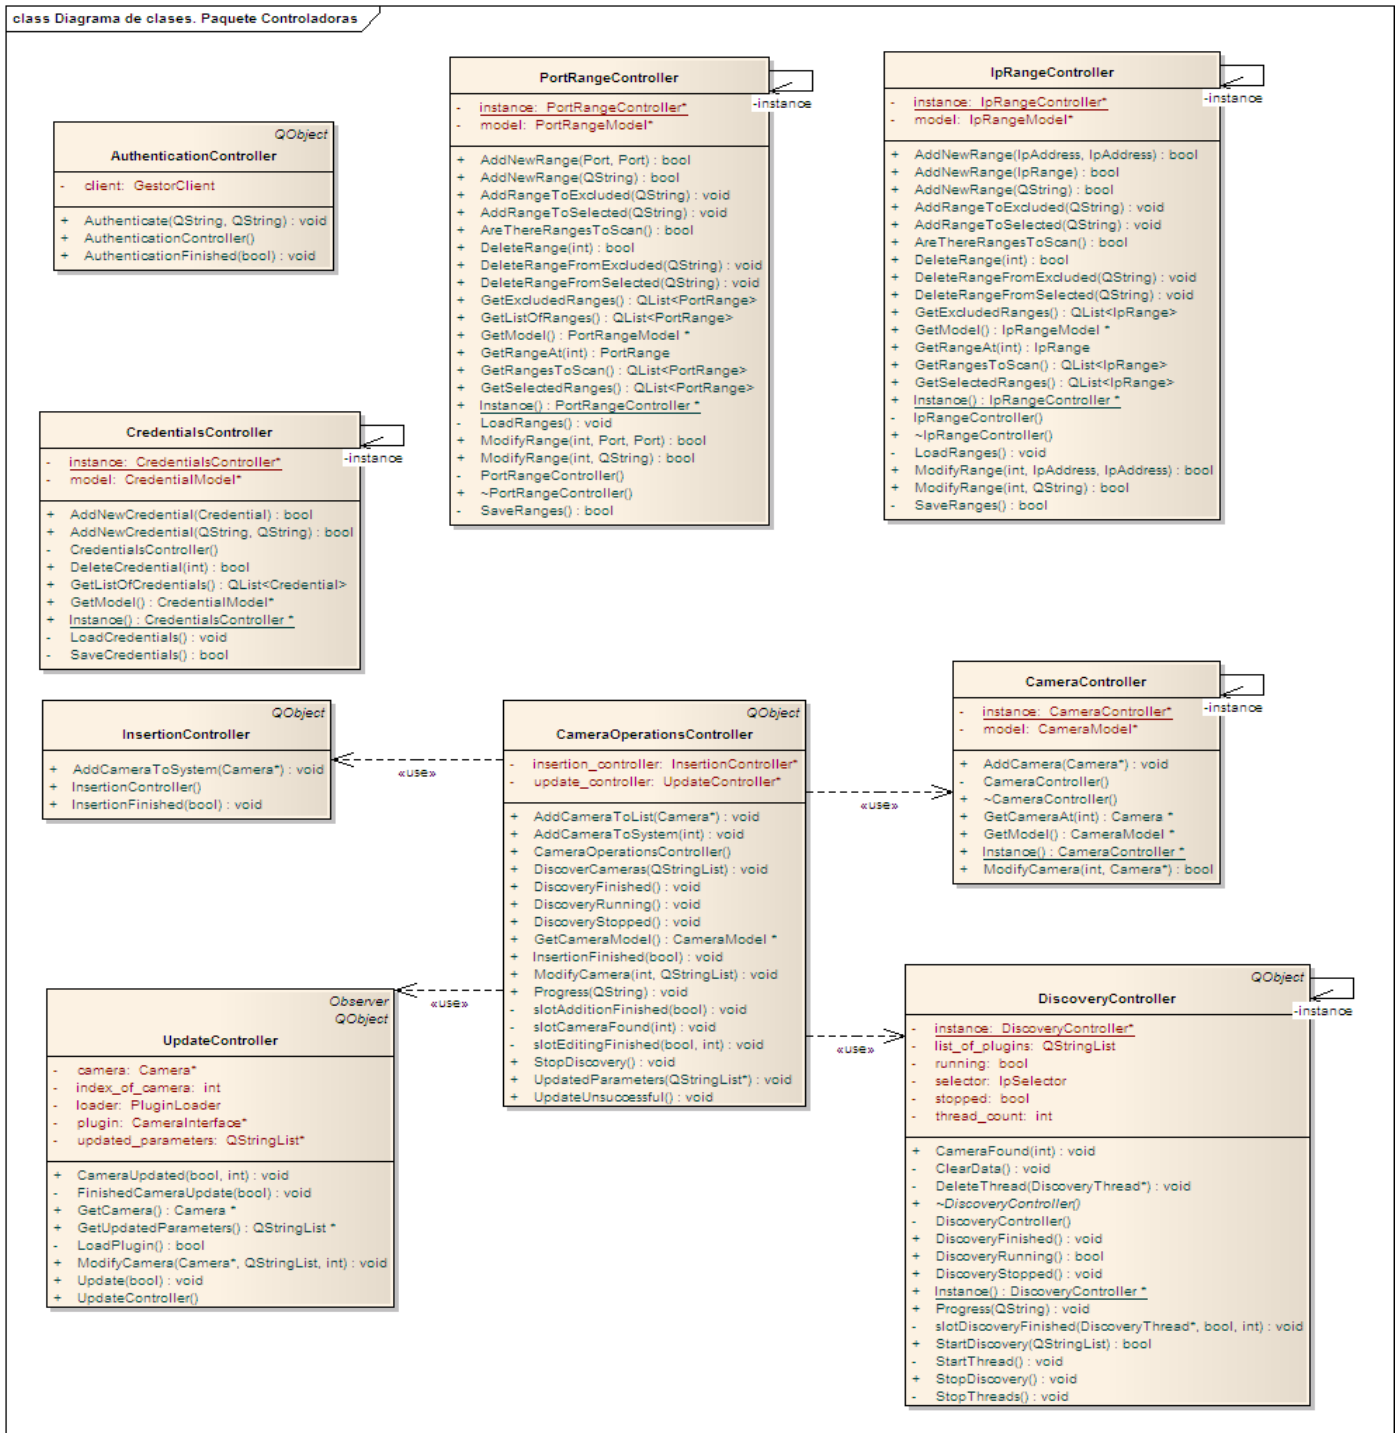 class Diagrama de clases. Paquete Controladoras
PortRangeController
- instance: PortRangeController*
- model: PortRangeModel*
+ AddNewRange(Port, Port) : bool
+ AddNewRange(QString) : bool
+ AddRangeToExcluded(QString) : void
+ AddRangeToSelected(QString) : void
+ AreThereRangesToScan() : bool
+ DeleteRange(int) : bool
+ DeleteRangeFromExcluded(QString) : void
+ DeleteRangeFromSelected(QString) : void
+ GetExcludedRanges() : QList<PortRange>
+ GetListOfRanges() : QList<PortRange>
+ GetModel() : PortRangeModel *
+ GetRangeAt(int) : PortRange
+ GetRangesToScan() : QList<PortRange>
+ GetSelectedRanges() : QList<PortRange>
+ Instance() : PortRangeController *
- LoadRanges() : void
+ ModifyRange(int, Port, Port) : bool
+ ModifyRange(int, QString) : bool
- PortRangeController()
+ ~PortRangeController()
- SaveRanges() : bool
-instance
IpRangeController
- instance: IpRangeController*
- model: IpRangeModel*
+ AddNewRange(IpAddress, IpAddress) : bool
+ AddNewRange(IpRange) : bool
+ AddNewRange(QString) : bool
+ AddRangeToExcluded(QString) : void
+ AddRangeToSelected(QString) : void
+ AreThereRangesToScan() : bool
+ DeleteRange(int) : bool
+ DeleteRangeFromExcluded(QString) : void
+ DeleteRangeFromSelected(QString) : void
+ GetExcludedRanges() : QList<IpRange>
+ GetModel() : IpRangeModel *
+ GetRangeAt(int) : IpRange
+ GetRangesToScan() : QList<IpRange>
+ GetSelectedRanges() : QList<IpRange>
+ Instance() : IpRangeController *
- IpRangeController()
+ ~IpRangeController()
- LoadRanges() : void
+ ModifyRange(int, IpAddress, IpAddress) : bool
+ ModifyRange(int, QString) : bool
- SaveRanges() : bool
-instance
QObject
AuthenticationController
- client: GestorClient
+ Authenticate(QString, QString) : void
+ AuthenticationController()
+ AuthenticationFinished(bool) : void
CredentialsController
- instance: CredentialsController*
- model: CredentialModel*
+ AddNewCredential(Credential) : bool
+ AddNewCredential(QString, QString) : bool
- CredentialsController()
+ DeleteCredential(int) : bool
+ GetListOfCredentials() : QList<Credential>
+ GetModel() : CredentialModel*
+ Instance() : CredentialsController *
- LoadCredentials() : void
- SaveCredentials() : bool
-instance
QObject
InsertionController
+ AddCameraToSystem(Camera*) : void
+ InsertionController()
+ InsertionFinished(bool) : void
«use»
QObject
CameraOperationsController
- insertion_controller: InsertionController*
- update_controller: UpdateController*
+ AddCameraToList(Camera*) : void
+ AddCameraToSystem(int) : void
+ CameraOperationsController()
+ DiscoverCameras(QStringList) : void
+ DiscoveryFinished() : void
+ DiscoveryRunning() : void
+ DiscoveryStopped() : void
+ GetCameraModel() : CameraModel *
+ InsertionFinished(bool) : void
+ ModifyCamera(int, QStringList) : void
+ Progress(QString) : void
- slotAdditionFinished(bool) : void
- slotCameraFound(int) : void
- slotEditingFinished(bool, int) : void
+ StopDiscovery() : void
+ UpdatedParameters(QStringList*) : void
+ UpdateUnsuccessful() : void
«use»
CameraController
- instance: CameraController*
- model: CameraModel*
+ AddCamera(Camera*) : void
- CameraController()
+ ~CameraController()
+ GetCameraAt(int) : Camera *
+ GetModel() : CameraModel *
+ Instance() : CameraController *
+ ModifyCamera(int, Camera*) : bool
-instance
«use»
Observer
QObject
UpdateController
- camera: Camera*
- index_of_camera: int
- loader: PluginLoader
- plugin: CameraInterface*
- updated_parameters: QStringList*
+ CameraUpdated(bool, int) : void
- FinishedCameraUpdate(bool) : void
+ GetCamera() : Camera *
+ GetUpdatedParameters() : QStringList *
- LoadPlugin() : bool
+ ModifyCamera(Camera*, QStringList, int) : void
+ Update(bool) : void
+ UpdateController()
«use»
QObject
DiscoveryController
- instance: DiscoveryController*
- list_of_plugins: QStringList
- running: bool
- selector: IpSelector
- stopped: bool
- thread_count: int
+ CameraFound(int) : void
- ClearData() : void
- DeleteThread(DiscoveryThread*) : void
+ ~DiscoveryController()
- DiscoveryController()
+ DiscoveryFinished() : void
+ DiscoveryRunning() : bool
+ DiscoveryStopped() : void
+ Instance() : DiscoveryController *
+ Progress(QString) : void
- slotDiscoveryFinished(DiscoveryThread*, bool, int) : void
+ StartDiscovery(QStringList) : bool
- StartThread() : void
+ StopDiscovery() : void
- StopThreads() : void
-instance